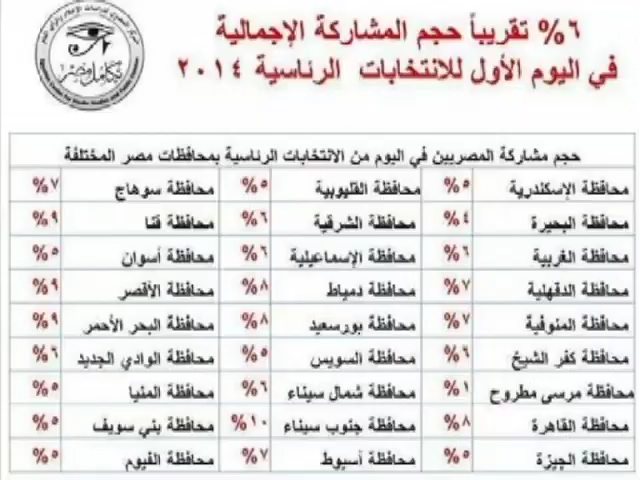 تكامل مصر
٦% تقريباً حجم المشاركة الإجمالية
في اليوم الأول للانتخابات الرئاسية ٢٠١٤
حجم مشاركة المصريين في اليوم من الانتخابات الرئاسية بمحافظات مصر المختلفة
محافظة الإسكندرية %٥ محافظة القليوبية %٥ محافظة سوهاج %٧
محافظة البحيرة %٤ محافظة الشرقية %٦ محافظة قنا %٩
محافظة الغربية %٦ محافظة الإسماعيلية %٦ محافظة أسوان %٥
محافظة الدقهلية %٧ محافظة دمياط %٨ محافظة الأقصر %٩
محافظة المنوفية %٧ محافظة بورسعيد %٨ محافظة البحر الأحمر %٩
محافظة كفر الشيخ %٦ محافظة السويس %٥ محافظة الوادي الجديد %٦
محافظة مرسى مطروح %١ محافظة شمال سيناء %٦ محافظة المنيا %٥
محافظة القاهرة %٨ محافظة جنوب سيناء %١٠ محافظة بني سويف %٥
محافظة الجيزة %٥ محافظة أسيوط %٧ محافظة الفيوم %٥